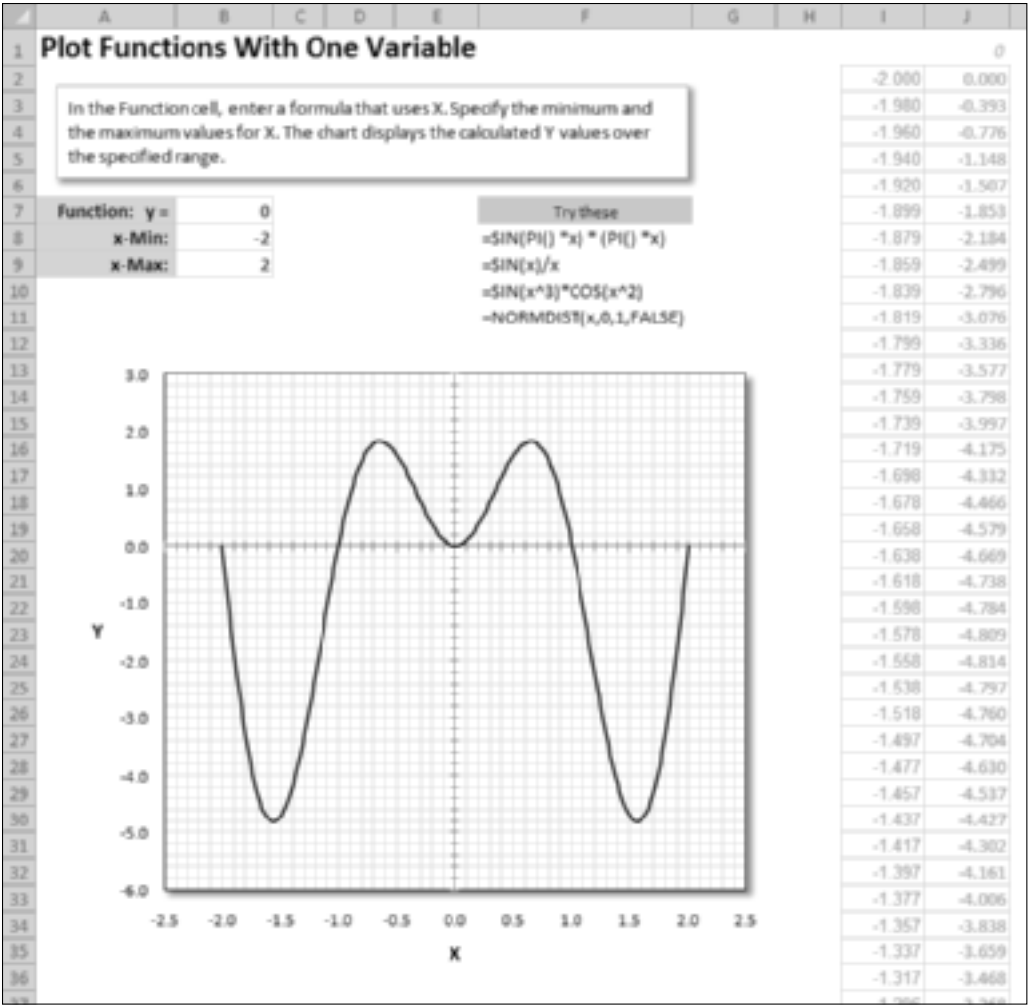 A B C D E F G H I J
1 Plot Functions With One Variable 0
2 -2.000 0.000
3 In the Function cell, enter a formula that uses X. Specify the minimum and -1.980 -0.393
4 the maximum values for X. The chart displays the calculated Y values over -1.960 -0.776
5 the specified range. -1.940 -1.148
6 -1.920 -1.507
7 Function: y = 0 Try these -1.899 -1.853
8 x-Min: -2 =SIN(PI() *x) * (PI() *x) -1.879 -2.184
9 x-Max: 2 =SIN(x)/x -1.859 -2.499
10 =SIN(x^3)*COS(x^2) -1.839 -2.796
11 =NORMDIST(x,0,1,FALSE) -1.819 -3.076
12 -1.799 -3.336
13 3.0 -1.779 -3.577
14 -1.759 -3.798
15 2.0 -1.739 -3.997
16 -1.719 -4.175
17 -1.698 -4.332
18 1.0 -1.678 -4.466
19 -1.658 -4.579
20 0.0 -1.638 -4.669
21 -1.618 -4.738
22 -1.0 -1.598 -4.784
23 Y -1.578 -4.809
24 -2.0 -1.558 -4.814
25 -1.538 -4.797
26 -3.0 -1.518 -4.760
27 -1.497 -4.704
28 -4.0 -1.477 -4.630
29 -1.457 -4.537
30 -5.0 -1.437 -4.427
31 -1.417 -4.302
32 -6.0 -1.397 -4.161
33 -1.377 -4.006
34 -2.5 -2.0 -1.5 -1.0 -0.5 0.0 0.5 1.0 1.5 2.0 2.5 -1.357 -3.838
35 X -1.337 -3.659
36 -1.317 -3.468